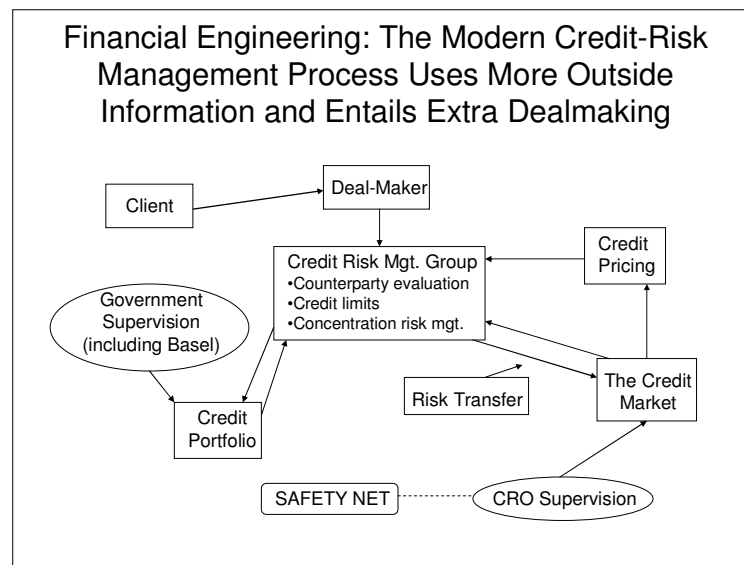 Financial Engineering: The Modern Credit-Risk
Management Process Uses More Outside
Information and Entails Extra Dealmaking
Client
Deal-Maker
Credit Risk Mgt. Group
•Counterparty evaluation
•Credit limits
•Concentration risk mgt.
Credit
Pricing
Government
Supervision
(including Basel)
Credit
Portfolio
Risk Transfer
The Credit
Market
SAFETY NET
CRO Supervision